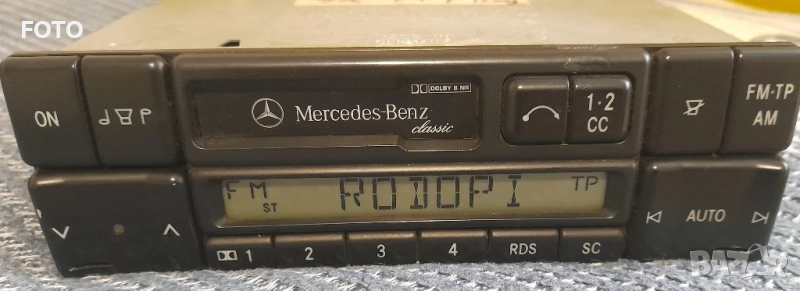 FOTO
DOLBY B NR
Mercedes-Benz
classic
ON
1·2
CC
FM·TP
AM
FM
ST
RODOPI
TP
AUTO
1
2
3
4
RDS
SC
BAZAR